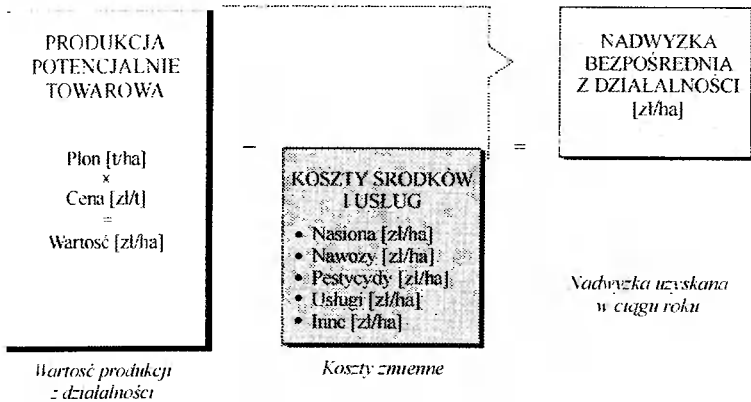 PRODUKCJA
POTENCJALNIE
TOWAROWA
Plon [t/ha]
×
Cena [zł/t]
=
Wartość [zł/ha]
Wartość produkcji
z działalności
–
KOSZTY ŚRODKÓW
I USŁUG
• Nasiona [zł/ha]
• Nawozy [zł/ha]
• Pestycydy [zł/ha]
• Usługi [zł/ha]
• Inne [zł/ha]
Koszty zmienne
=
NADWYŻKA
BEZPOŚREDNIA
Z DZIAŁALNOŚCI
[zł/ha]
Nadwyżka uzyskana
w ciągu roku